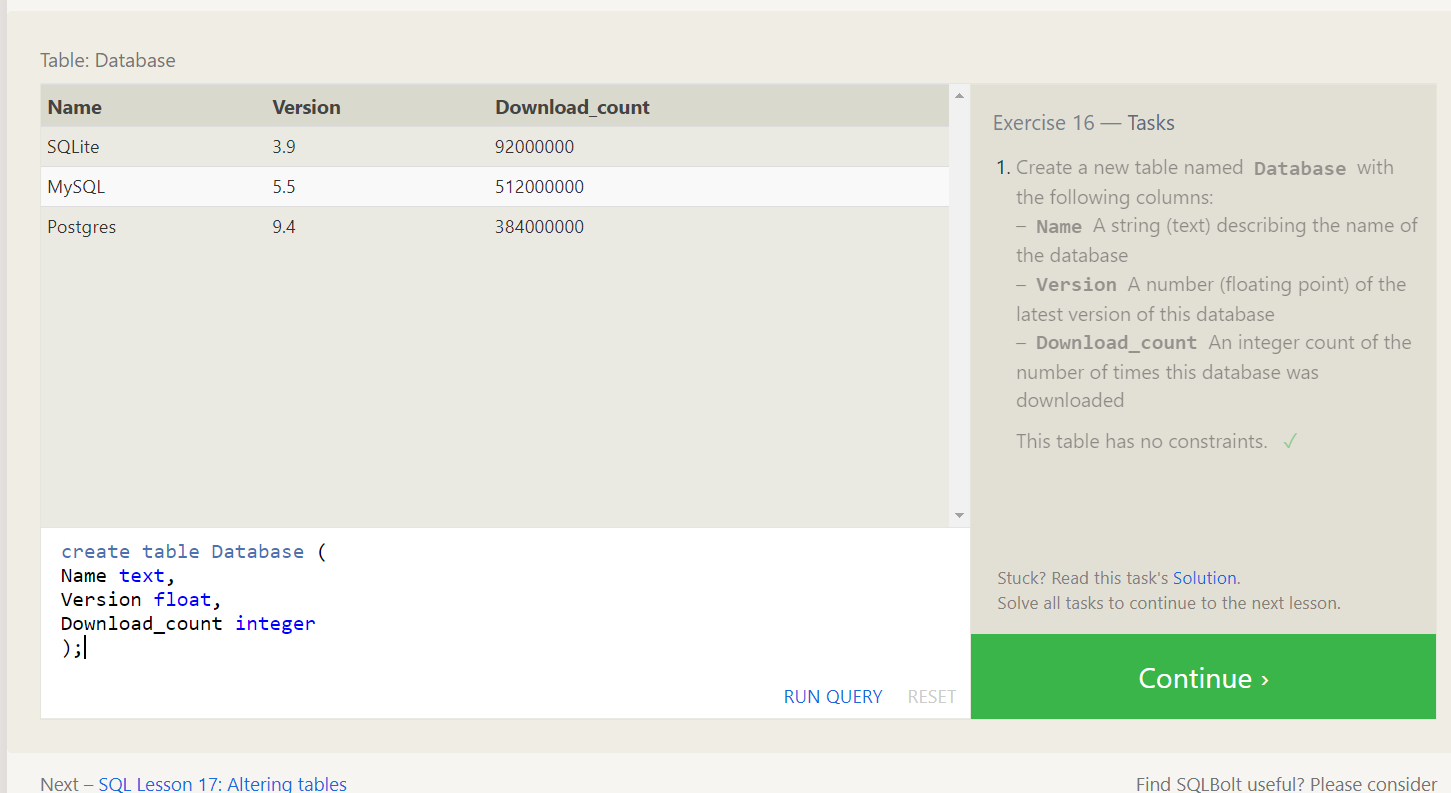 Table: Database
Name Version Download_count
SQLite 3.9 92000000
MySQL 5.5 512000000
Postgres 9.4 384000000
create table Database (
Name text,
Version float,
Download_count integer
);
RUN QUERY RESET
Exercise 16 — Tasks
1. Create a new table named Database with
the following columns:
– Name A string (text) describing the name of
the database
– Version A number (floating point) of the
latest version of this database
– Download_count An integer count of the
number of times this database was
downloaded
This table has no constraints. ✓
Stuck? Read this task's Solution.
Solve all tasks to continue to the next lesson.
Continue ›
Next – SQL Lesson 17: Altering tables
Find SQLBolt useful? Please consider